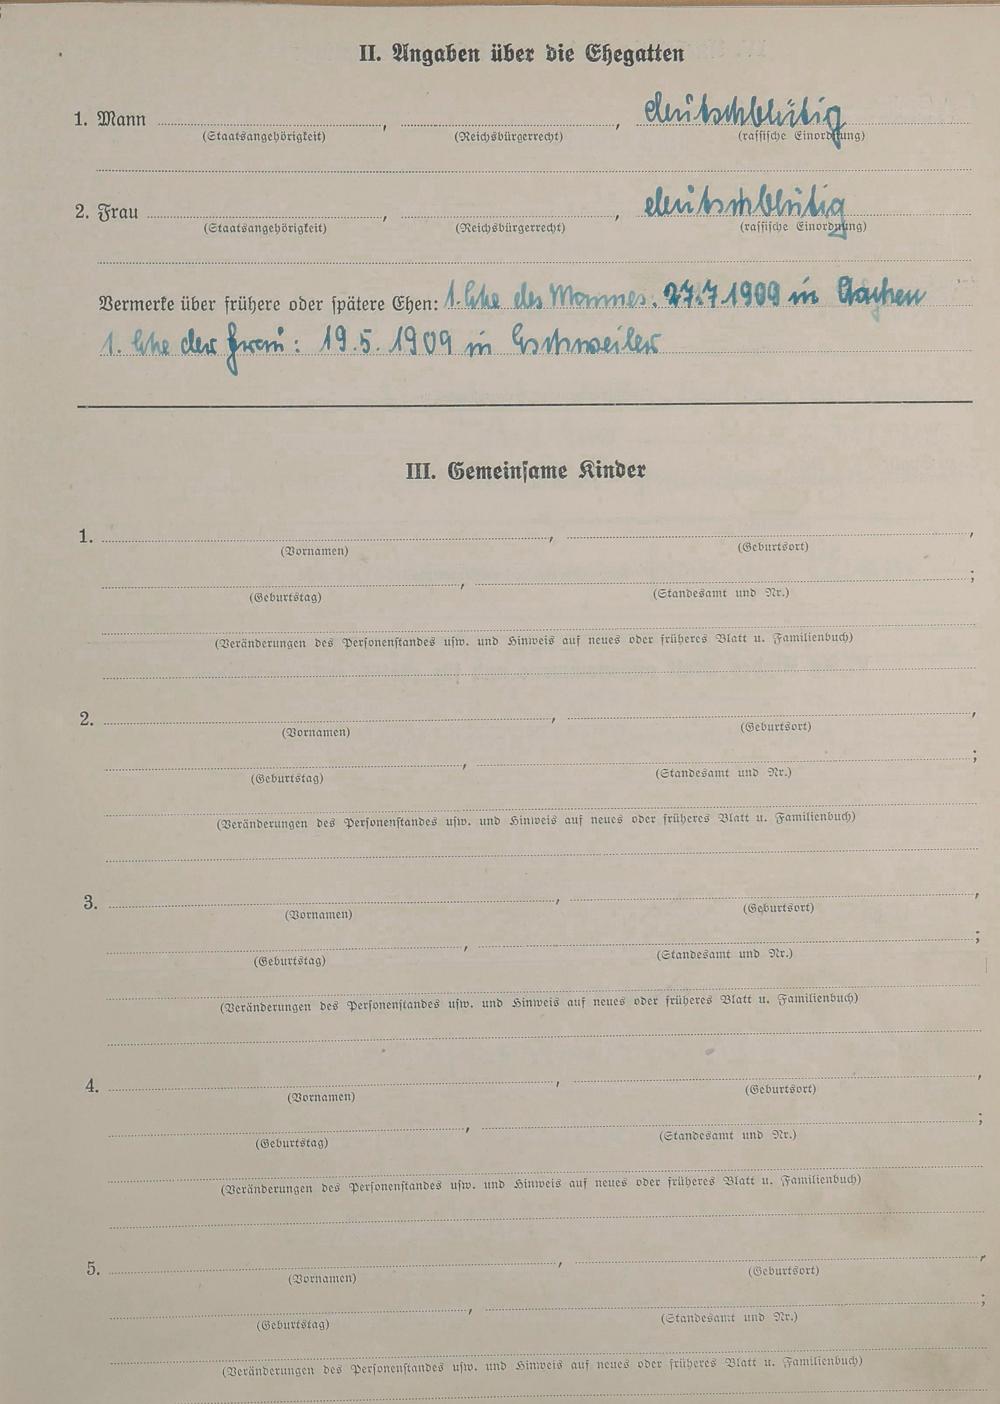 II. Angaben über die Ehegatten
1. Mann , , deutschblütig
(Staatsangehörigkeit) (Reichsbürgerrecht) (rassische Einordnung)
2. Frau , , deutschblütig
(Staatsangehörigkeit) (Reichsbürgerrecht) (rassische Einordnung)
Vermerke über frühere oder spätere Ehen: 1. Ehe des Mannes: 27.7.1909 in Aachen
1. Ehe der Frau: 19.5.1909 in Eschweiler
III. Gemeinsame Kinder
1. , ,
(Vornamen) (Geburtsort)
, ;
(Geburtstag) (Standesamt und Nr.)
(Veränderungen des Personenstandes usw. und Hinweis auf neues oder früheres Blatt u. Familienbuch)
2. , ,
(Vornamen) (Geburtsort)
, ;
(Geburtstag) (Standesamt und Nr.)
(Veränderungen des Personenstandes usw. und Hinweis auf neues oder früheres Blatt u. Familienbuch)
3. , ,
(Vornamen) (Geburtsort)
, ;
(Geburtstag) (Standesamt und Nr.)
(Veränderungen des Personenstandes usw. und Hinweis auf neues oder früheres Blatt u. Familienbuch)
4. , ,
(Vornamen) (Geburtsort)
, ;
(Geburtstag) (Standesamt und Nr.)
(Veränderungen des Personenstandes usw. und Hinweis auf neues oder früheres Blatt u. Familienbuch)
5. , ,
(Vornamen) (Geburtsort)
, ;
(Geburtstag) (Standesamt und Nr.)
(Veränderungen des Personenstandes usw. und Hinweis auf neues oder früheres Blatt u. Familienbuch)